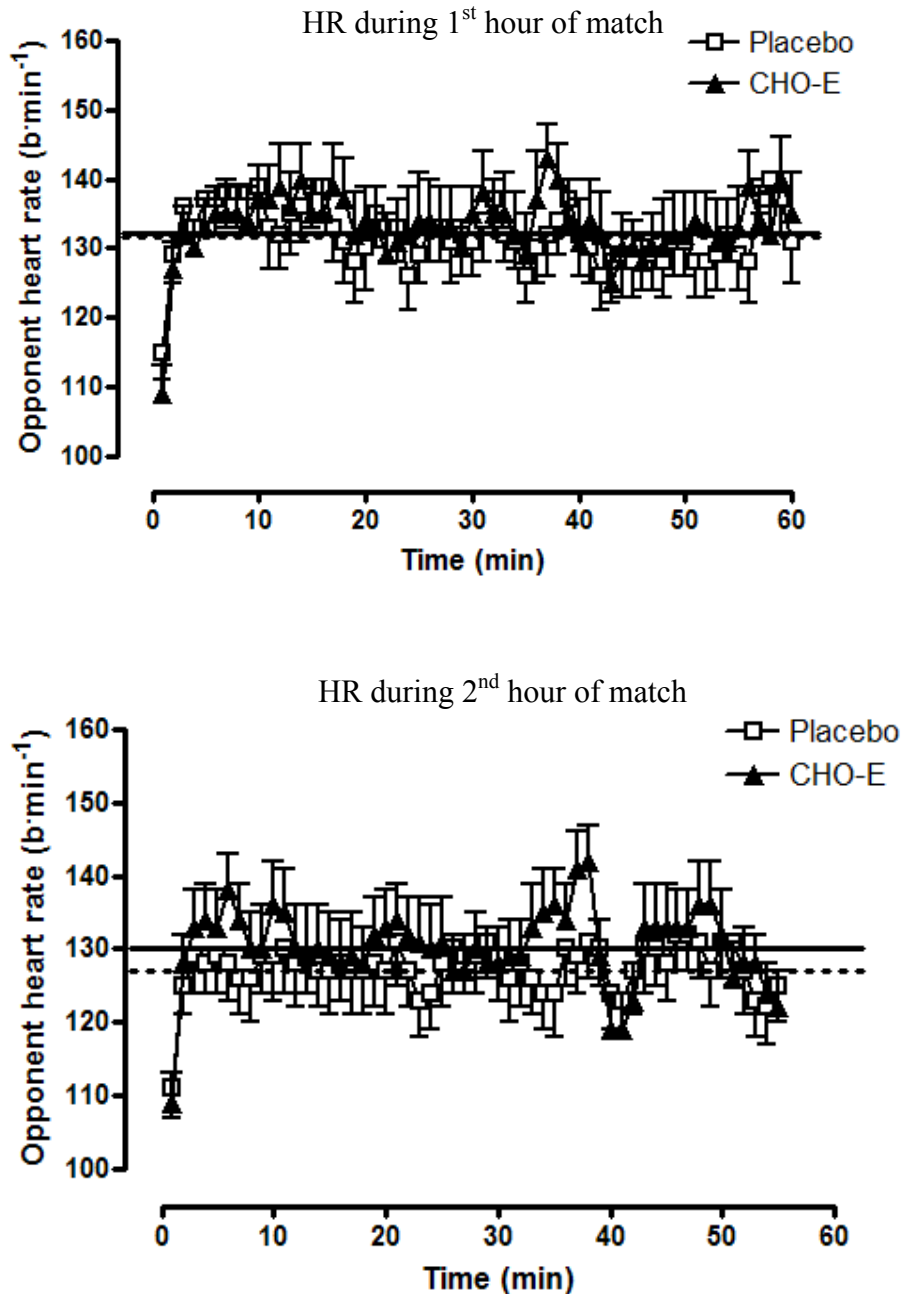 HR during 1st hour of match
Placebo
CHO-E
Opponent heart rate (b·min-1)
160
150
140
130
120
110
100
0 10 20 30 40 50 60
Time (min)
HR during 2nd hour of match
Placebo
CHO-E
Opponent heart rate (b·min-1)
160
150
140
130
120
110
100
0 10 20 30 40 50 60
Time (min)